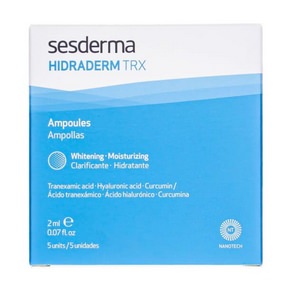 sesderma
HIDRADERM TRX
Ampoules
Ampollas
Whitening · Moisturizing
Clarificante · Hidratante
Tranexamic acid · Hyaluronic acid · Curcumin /
Ácido tranexámico · Ácido hialurónico · Curcumina
2 ml ℮
0.07 fl.oz
5 units / 5 unidades
NT
NANOTECH